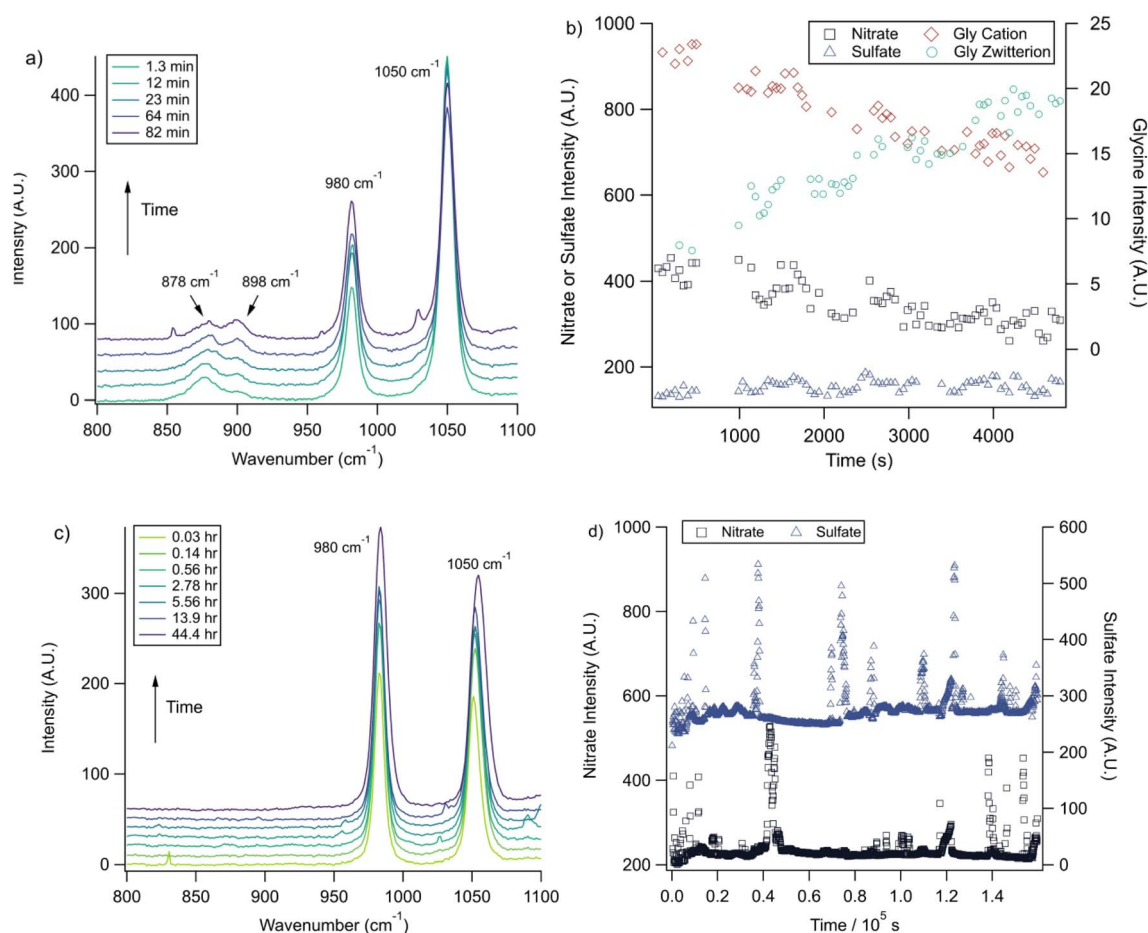 a)
1.3 min
12 min
23 min
64 min
82 min
Time
878 cm⁻¹
898 cm⁻¹
980 cm⁻¹
1050 cm⁻¹
400
300
200
100
0
Intensity (A.U.)
800 850 900 950 1000 1050 1100
Wavenumber (cm⁻¹)
b)
Nitrate Gly Cation
Sulfate Gly Zwitterion
1000
800
600
400
200
Nitrate or Sulfate Intensity (A.U.)
25
20
15
10
5
0
Glycine Intensity (A.U.)
1000 2000 3000 4000
Time (s)
c)
0.03 hr
0.14 hr
0.56 hr
2.78 hr
5.56 hr
13.9 hr
44.4 hr
Time
980 cm⁻¹
1050 cm⁻¹
300
200
100
0
Intensity (A.U.)
800 850 900 950 1000 1050 1100
Wavenumber (cm⁻¹)
d)
Nitrate Sulfate
1000
800
600
400
200
Nitrate Intensity (A.U.)
600
500
400
300
200
100
0
Sulfate Intensity (A.U.)
0.0 0.2 0.4 0.6 0.8 1.0 1.2 1.4
Time / 10⁵ s